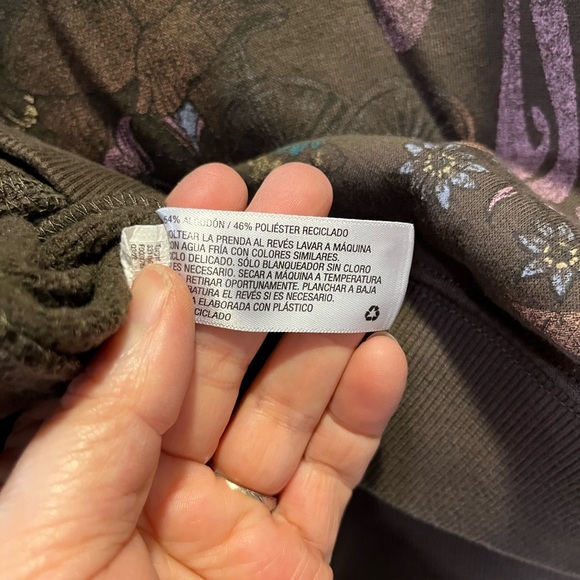 54% ALGODÓN / 46% POLIÉSTER RECICLADO
VOLTEAR LA PRENDA AL REVÉS LAVAR A MÁQUINA
CON AGUA FRÍA CON COLORES SIMILARES.
CICLO DELICADO. SÓLO BLANQUEADOR SIN CLORO
SI ES NECESARIO. SECAR A MÁQUINA A TEMPERATURA
RETIRAR OPORTUNAMENTE. PLANCHAR A BAJA
RATURA EL REVÉS SI ES NECESARIO.
A ELABORADA CON PLÁSTICO
RECICLADO